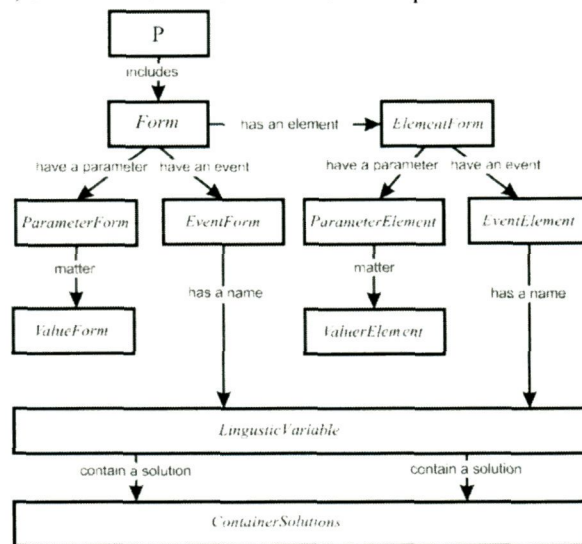 P
includes
Form
has an element
ElementForm
have a parameter
have an event
have a parameter
have an event
ParameterForm
EventForm
ParameterElement
EventElement
matter
matter
has a name
has a name
ValueForm
ValuerElement
LingusticVariable
contain a solution
contain a solution
ContainerSolutions